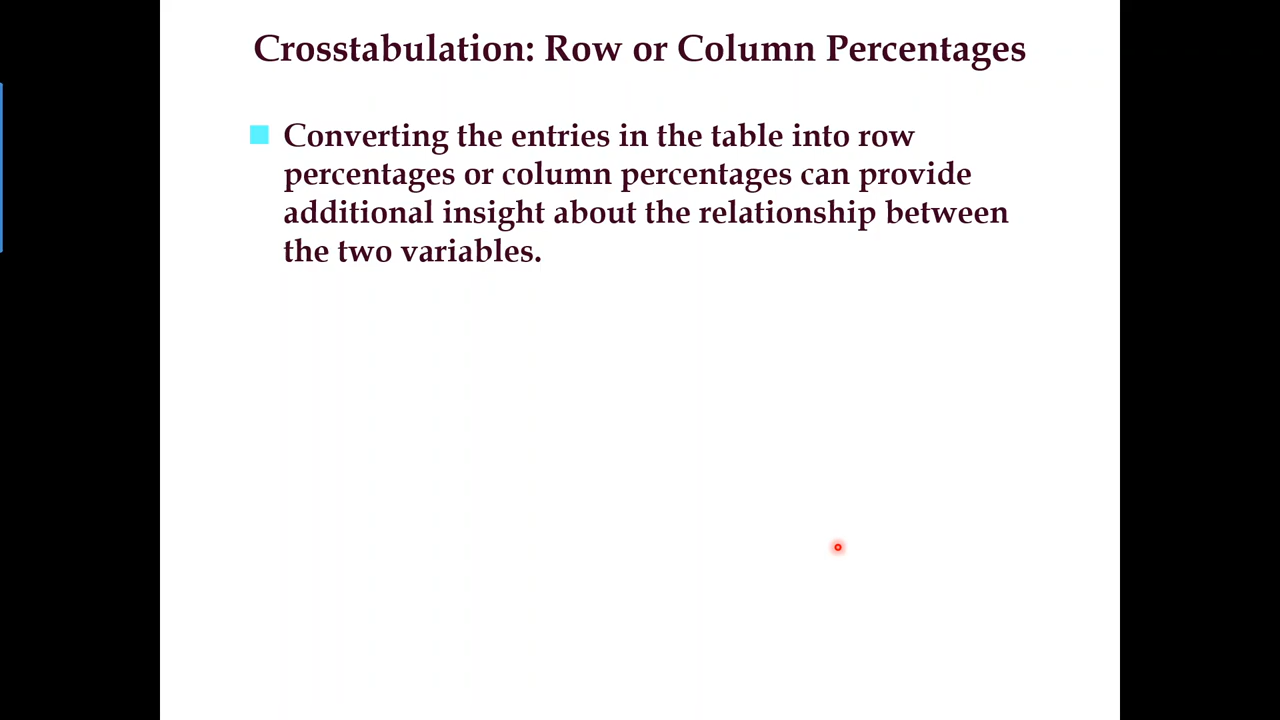 Crosstabulation: Row or Column Percentages
Converting the entries in the table into row
percentages or column percentages can provide
additional insight about the relationship between
the two variables.